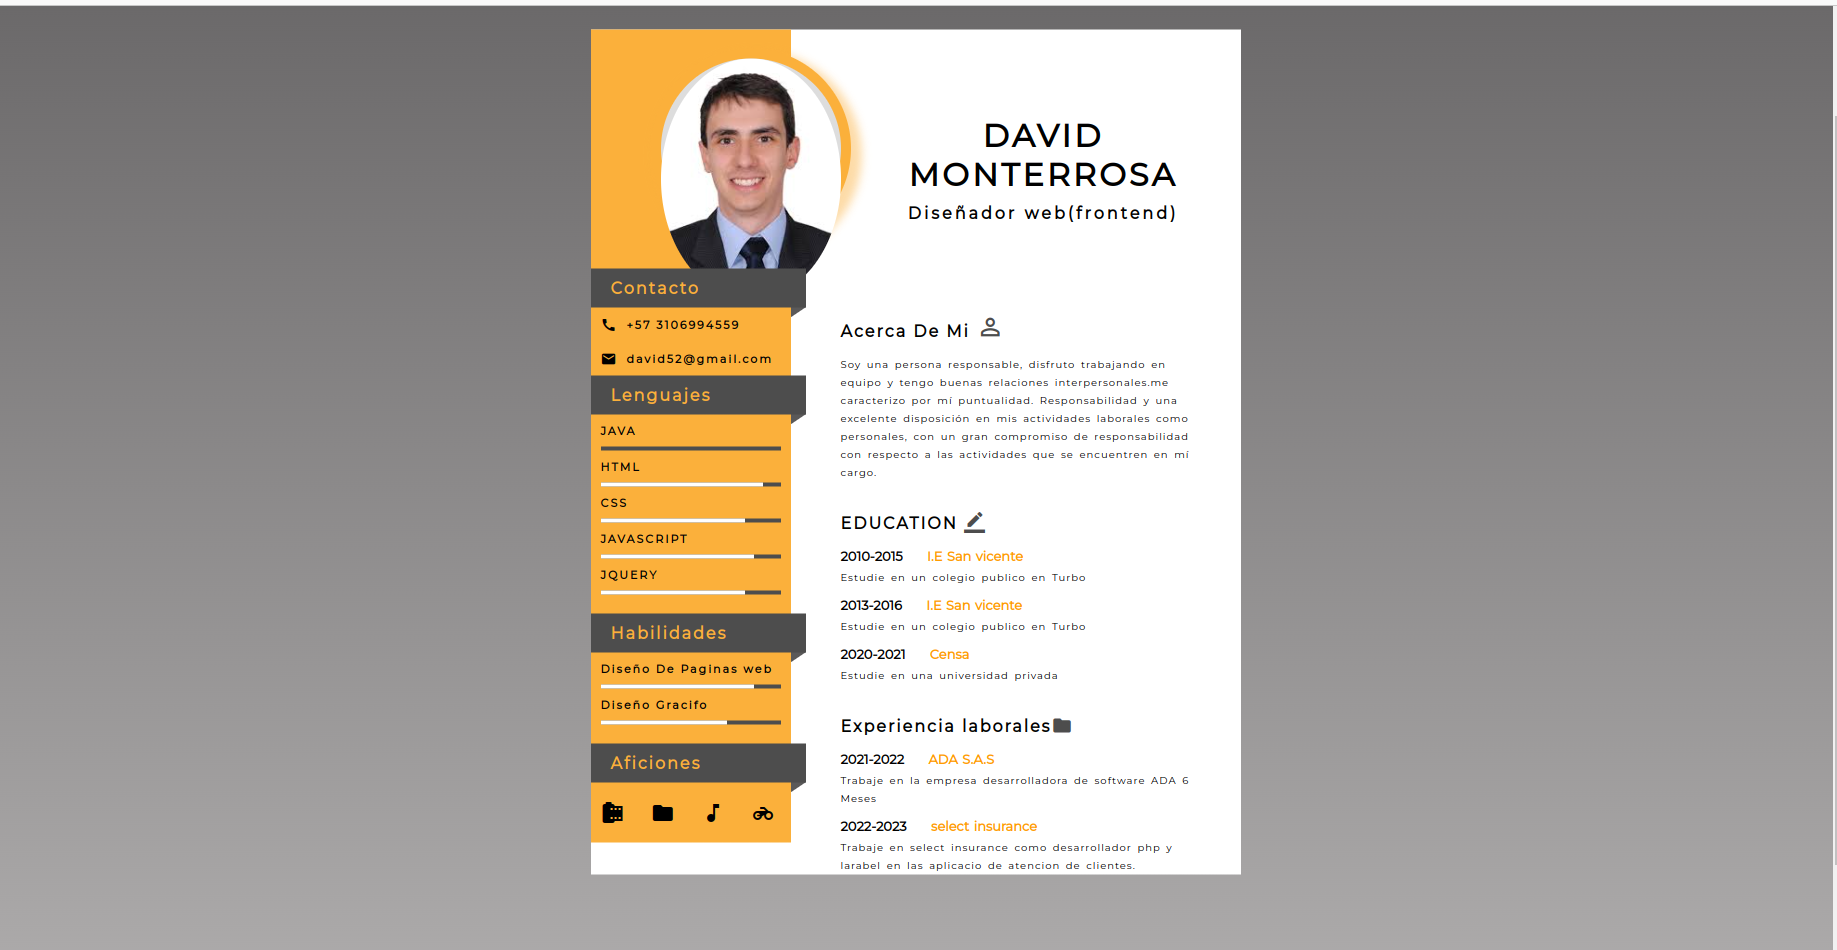 DAVID
MONTERROSA
Diseñador web(frontend)
Contacto
+57 3106994559
david52@gmail.com
Lenguajes
JAVA
HTML
CSS
JAVASCRIPT
JQUERY
Habilidades
Diseño De Paginas web
Diseño Gracifo
Aficiones
Acerca De Mi
Soy una persona responsable, disfruto trabajando en
equipo y tengo buenas relaciones interpersonales.me
caracterizo por mí puntualidad. Responsabilidad y una
excelente disposición en mis actividades laborales como
personales, con un gran compromiso de responsabilidad
con respecto a las actividades que se encuentren en mí
cargo.
EDUCATION
2010-2015 I.E San vicente
Estudie en un colegio publico en Turbo
2013-2016 I.E San vicente
Estudie en un colegio publico en Turbo
2020-2021 Censa
Estudie en una universidad privada
Experiencia laborales
2021-2022 ADA S.A.S
Trabaje en la empresa desarrolladora de software ADA 6
Meses
2022-2023 select insurance
Trabaje en select insurance como desarrollador php y
larabel en las aplicacio de atencion de clientes.